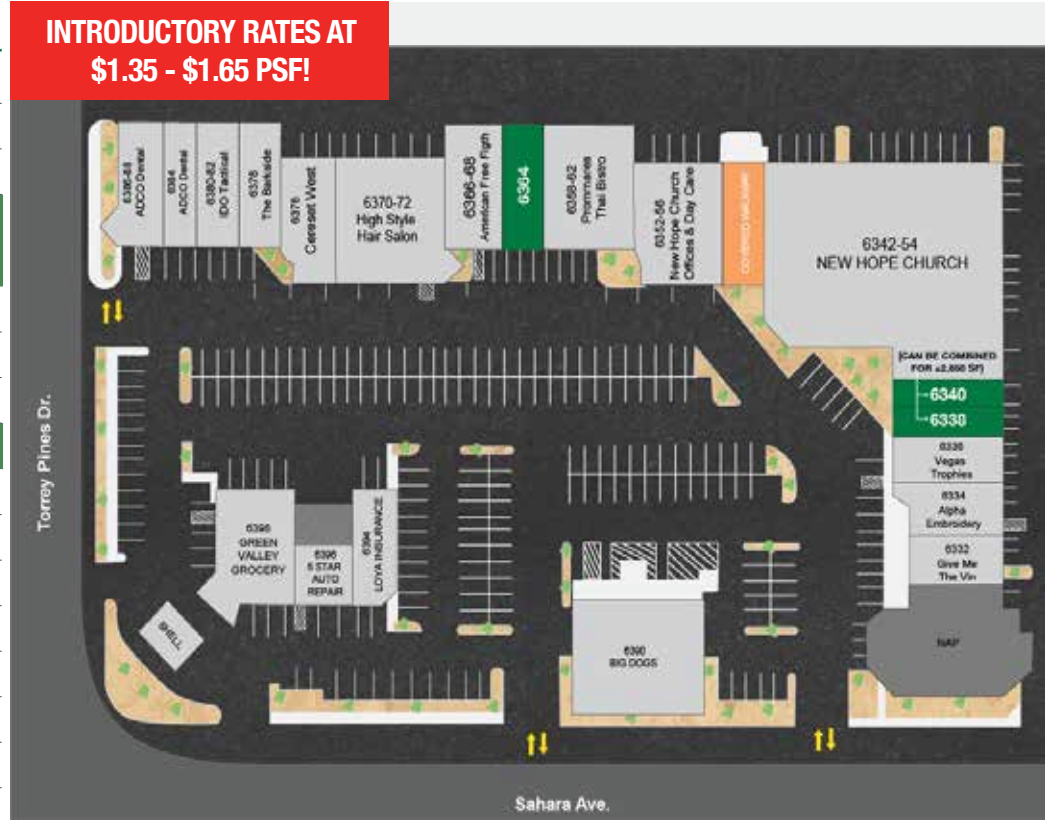 INTRODUCTORY RATES AT
$1.35 - $1.65 PSF!
6386-88
ADCO Dental
6384
ADCO Dental
6380-82
IDO Tactical
6378
The Barkside
6376
Cereset West
6370-72
High Style
Hair Salon
6366-68
American Free Figth
6364
6358-62
Prommares
Thai Bistro
6352-56
New Hope Church
Offices & Day Care
COVERED WALKWAY
6342-54
NEW HOPE CHURCH
(CAN BE COMBINED
FOR ±2,800 SF)
6340
6338
6336
Vegas
Trophies
6334
Alpha
Embroidery
6332
Give Me
The Vin
NAP
6398
GREEN
VALLEY
GROCERY
6396
5 STAR
AUTO
REPAIR
6394
LOYA INSURANCE
SHELL
6390
BIG DOGS
Torrey Pines Dr.
Sahara Ave.